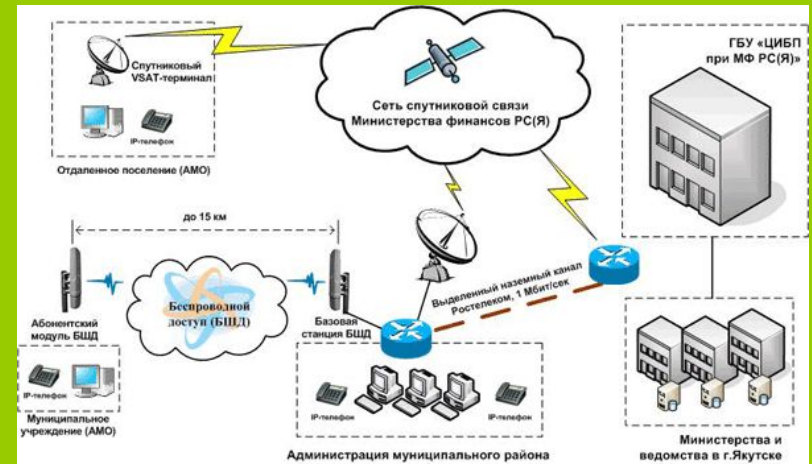 Спутниковый
VSAT-терминал
IP-телефон
Отдаленное поселение (АМО)
Сеть спутниковой связи
Министерства финансов РС(Я)
ГБУ «ЦИБП
при МФ РС(Я)»
до 15 км
Беспроводной
доступ (БШД)
Абонентский
модуль БШД
Базовая
станция БШД
Выделенный наземный канал
Ростелеком, 1 Мбит/сек
IP-телефон
Муниципальное
учреждение (АМО)
IP-телефон
IP-телефон
Администрация муниципального района
Министерства и
ведомства в г.Якутске